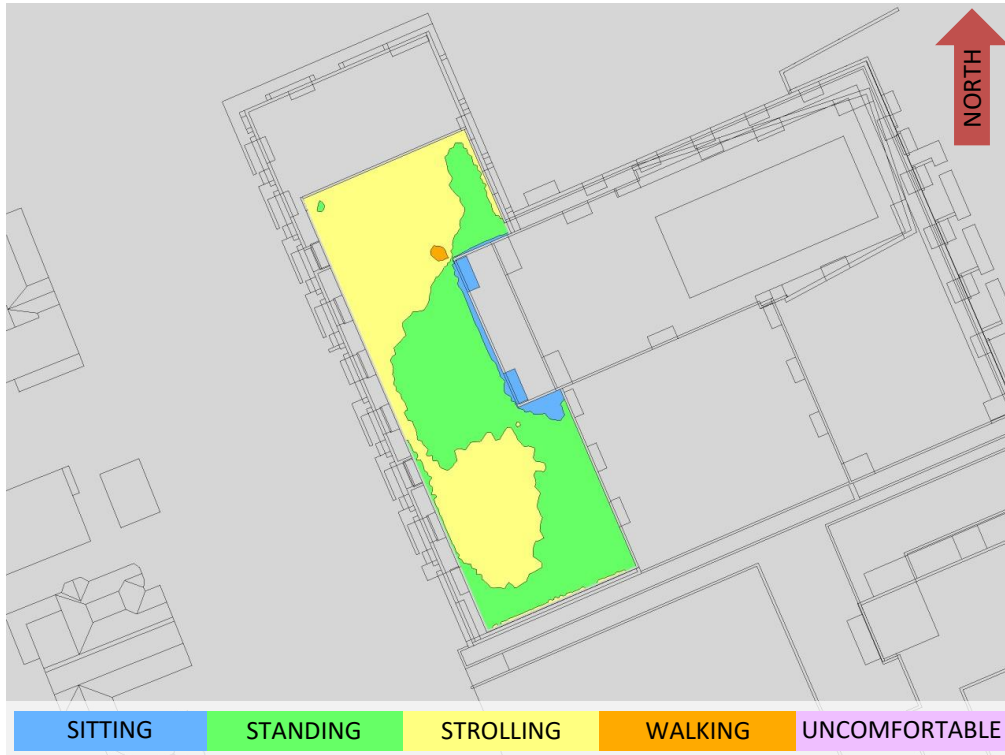 NORTH
SITTING
STANDING
STROLLING
WALKING
UNCOMFORTABLE